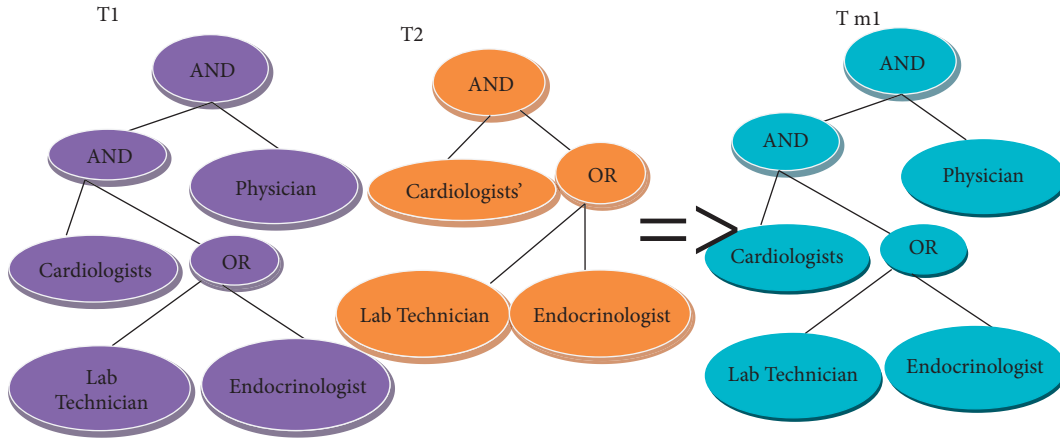 T1
AND
AND
Physician
Cardiologists
OR
Lab
Technician
Endocrinologist
T2
AND
Cardiologists’
OR
Lab Technician
Endocrinologist
=>
T m1
AND
AND
Physician
Cardiologists
OR
Lab Technician
Endocrinologist